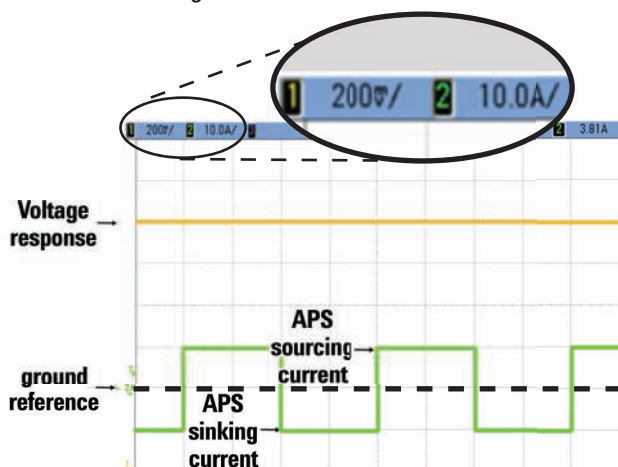 1 200mV/ 2 10.0A/
1 200mV/ 2 10.0A/ 3
2 3.81A
Voltage
response
APS
sourcing
current
ground
reference
APS
sinking
current